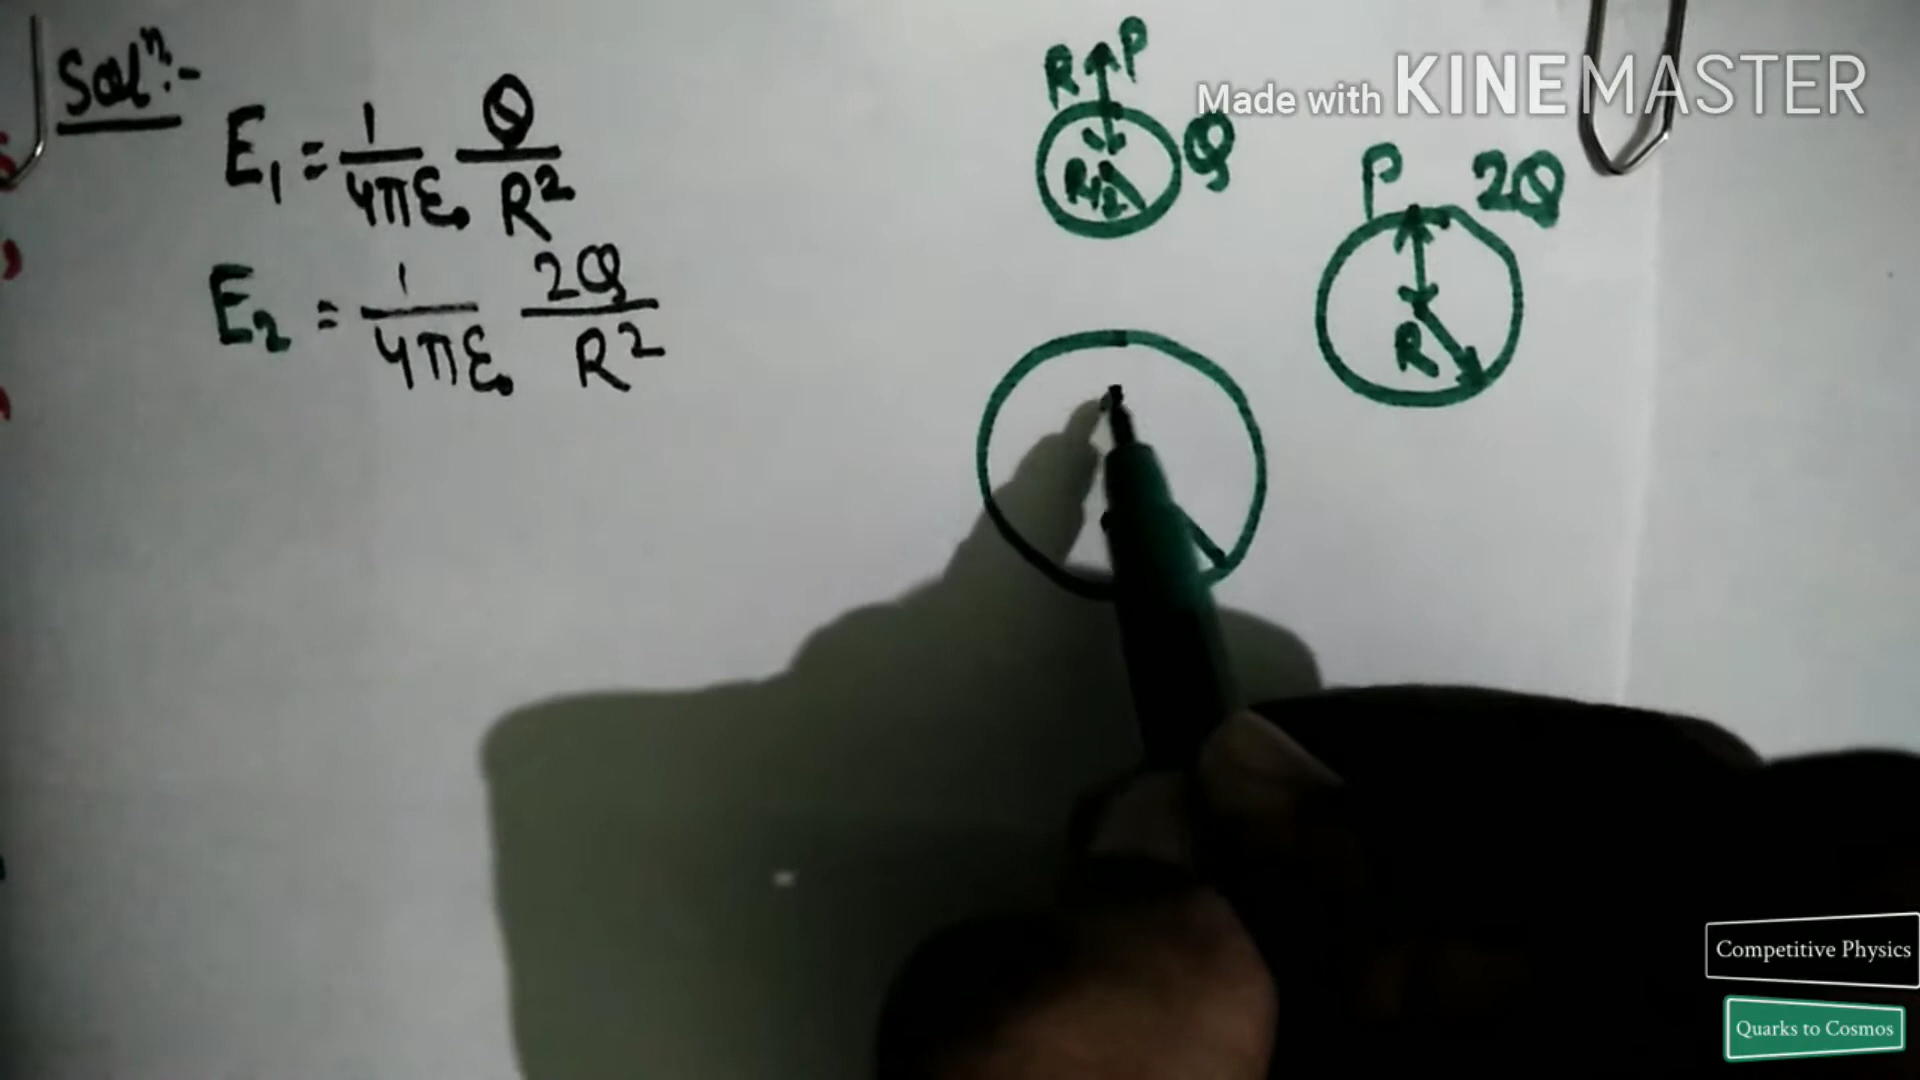 Solⁿ:-
E₁ = 1/4πε₀ Q/R²
E₂ = 1/4πε₀ 2Q/R²
R P
R/2 Q
P 2Q
R
Made with KINEMASTER
Competitive Physics
Quarks to Cosmos